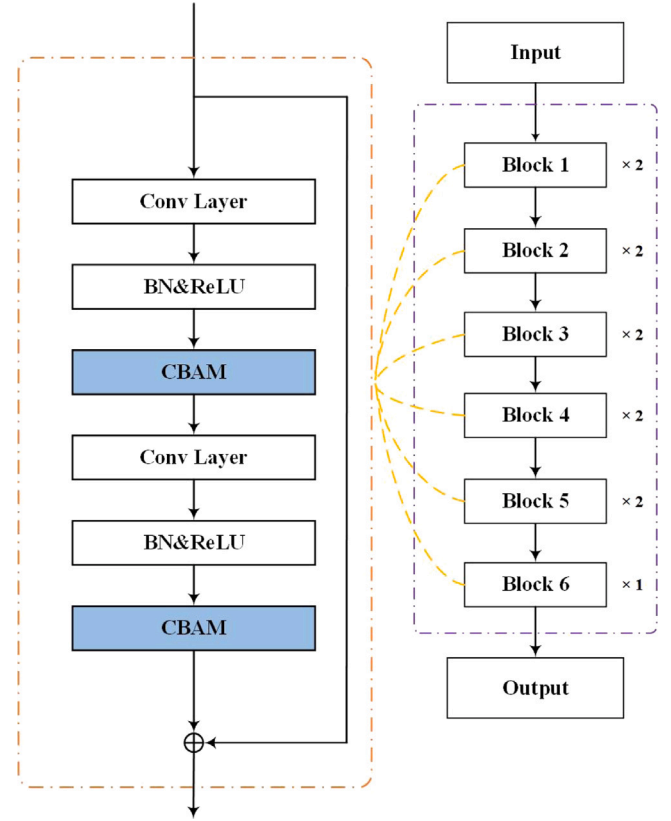 Conv Layer
BN&ReLU
CBAM
Conv Layer
BN&ReLU
CBAM
Input
Block 1 × 2
Block 2 × 2
Block 3 × 2
Block 4 × 2
Block 5 × 2
Block 6 × 1
Output